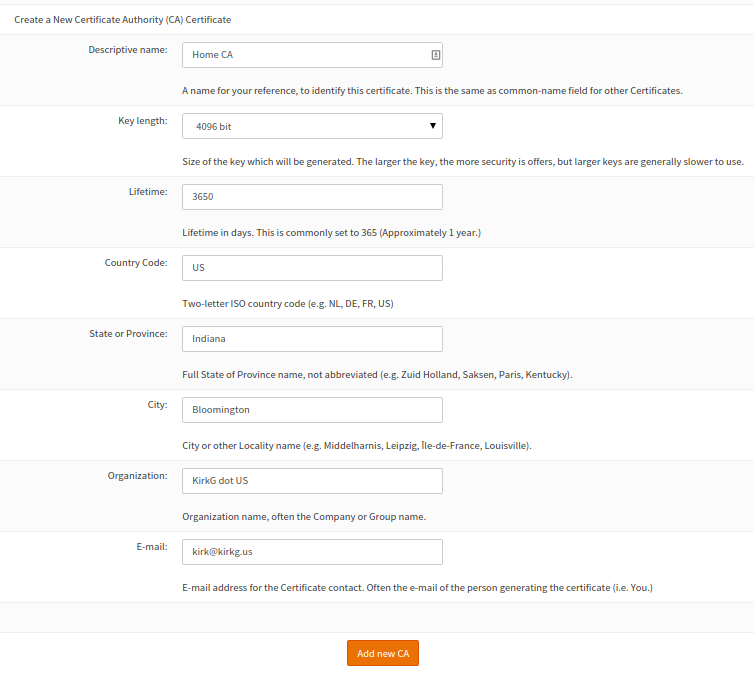 Create a New Certificate Authority (CA) Certificate
Descriptive name:
Home CA
A name for your reference, to identify this certificate. This is the same as common-name field for other Certificates.
Key length:
4096 bit
Size of the key which will be generated. The larger the key, the more security is offers, but larger keys are generally slower to use.
Lifetime:
3650
Lifetime in days. This is commonly set to 365 (Approximately 1 year.)
Country Code:
US
Two-letter ISO country code (e.g. NL, DE, FR, US)
State or Province:
Indiana
Full State of Province name, not abbreviated (e.g. Zuid Holland, Saksen, Paris, Kentucky).
City:
Bloomington
City or other Locality name (e.g. Middelharnis, Leipzig, Île-de-France, Louisville).
Organization:
KirkG dot US
Organization name, often the Company or Group name.
E-mail:
kirk@kirkg.us
E-mail address for the Certificate contact. Often the e-mail of the person generating the certificate (i.e. You.)
Add new CA